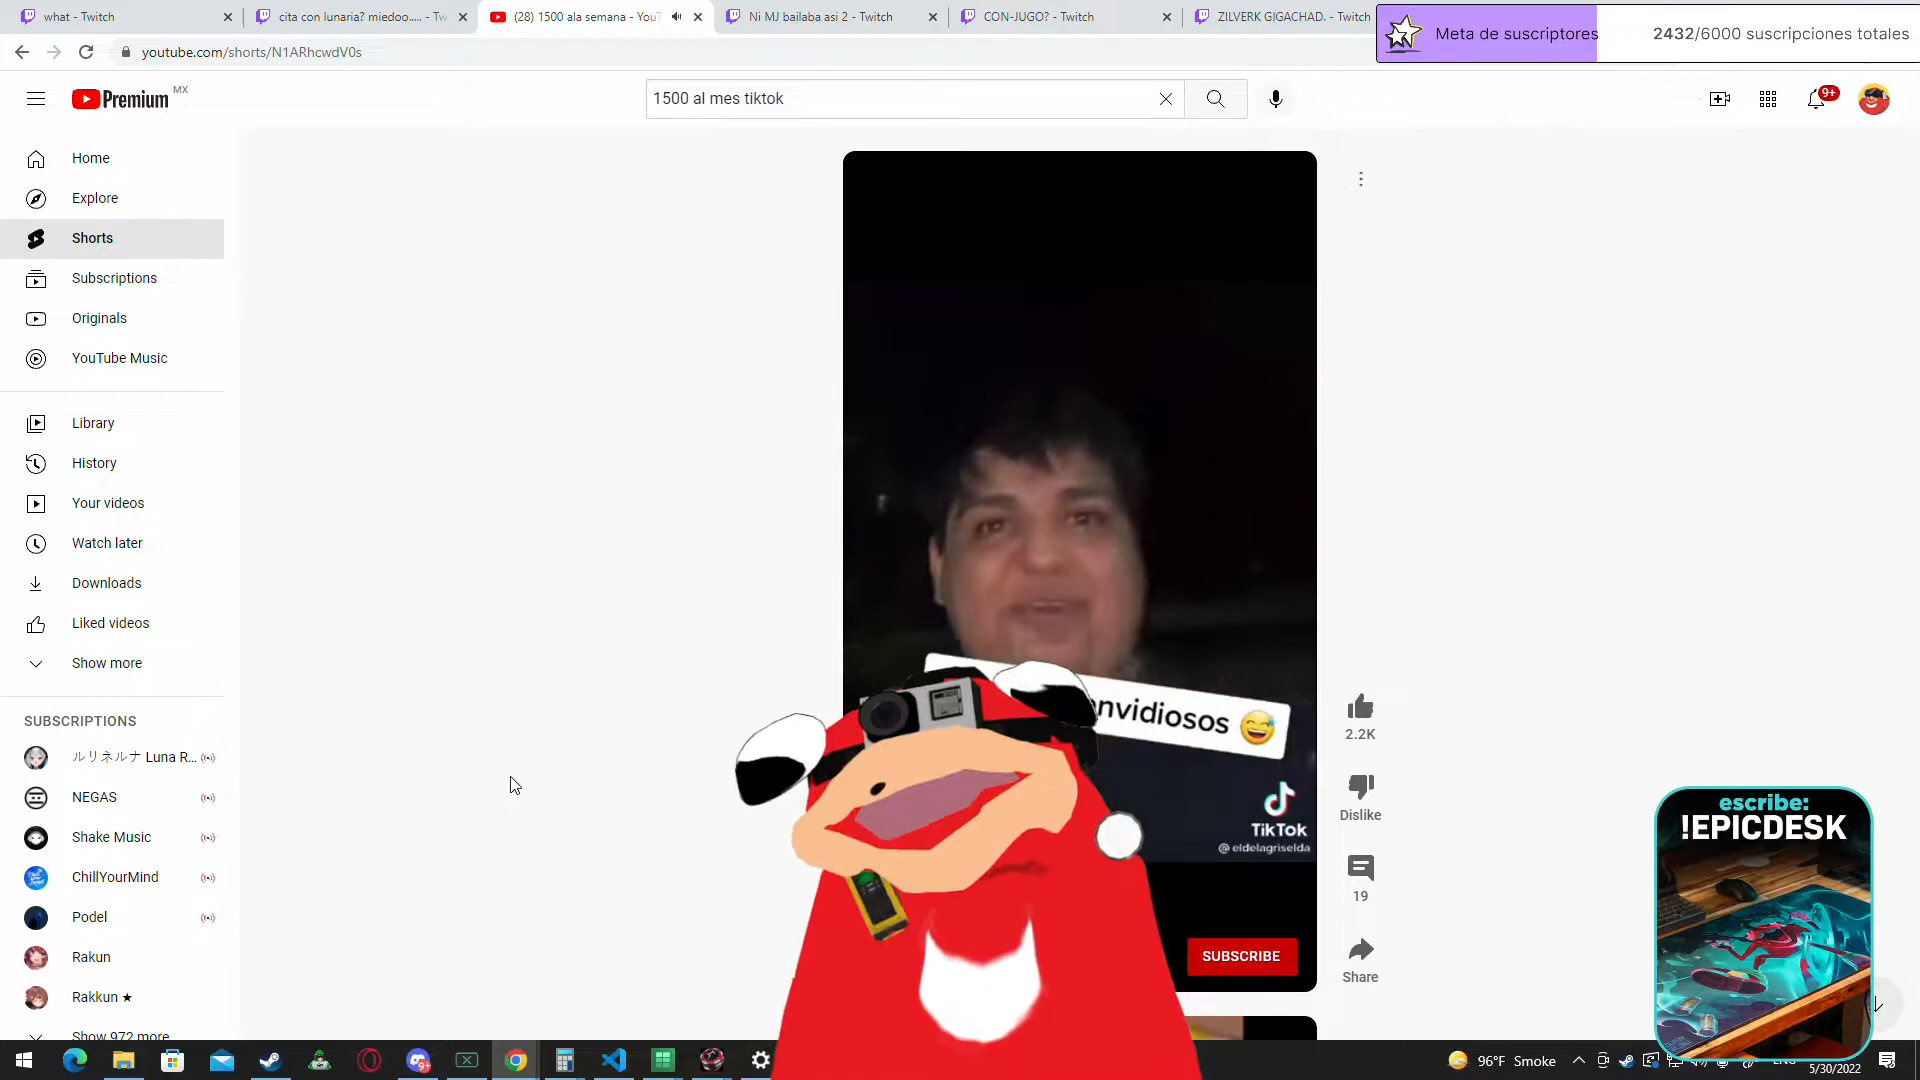 what - Twitch
cita con lunaria? miedoo..... - Tw
(28) 1500 ala semana - YouT
Ni MJ bailaba asi 2 - Twitch
CON-JUGO? - Twitch
ZILVERK GIGACHAD. - Twitch
Meta de suscriptores
2432/6000 suscripciones totales
youtube.com/shorts/N1ARhcwdV0s
Premium MX
1500 al mes tiktok
9+
Home
Explore
Shorts
Subscriptions
Originals
YouTube Music
Library
History
Your videos
Watch later
Downloads
Liked videos
Show more
SUBSCRIPTIONS
ルリネルナ Luna R...
NEGAS
Shake Music
ChillYourMind
Podel
Rakun
Rakkun ★
Show 972 more
nvidiosos 😅
TikTok
@eldelagriselda
SUBSCRIBE
2.2K
Dislike
19
Share
escribe:
!EPICDESK
96°F Smoke
5/30/2022